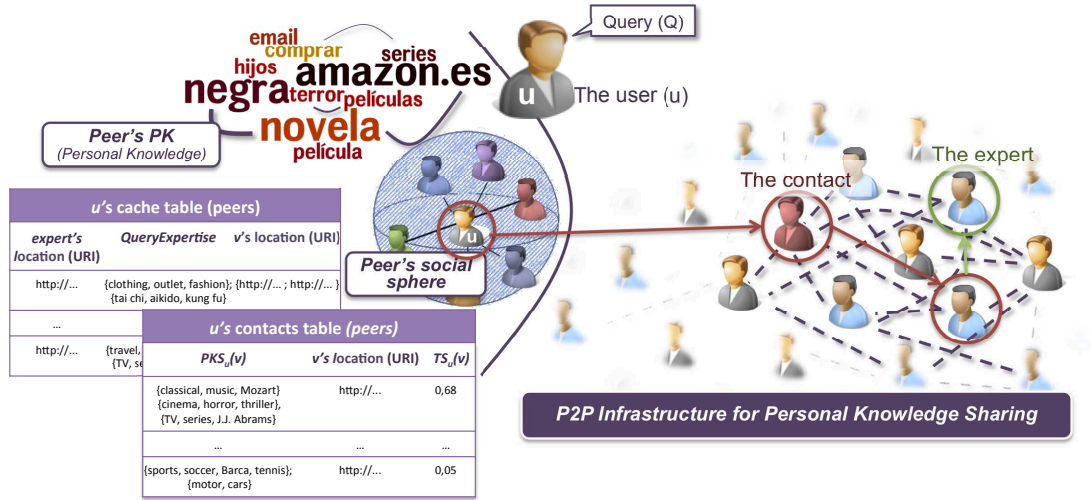 Query (Q)
email
comprar
series
hijos
amazon.es
negra
terror
películas
novela
película
u
The user (u)
Peer's PK
(Personal Knowledge)
The expert
The contact
u
Peer's social
sphere
u's cache table (peers)
expert's
location (URI)
QueryExpertise
v's location (URI)
http://...
{clothing, outlet, fashion};
{tai chi, aikido, kung fu}
{http://... ; http://... }
...
http://...
{travel,
{TV, se
u's contacts table (peers)
PKSu(v)
v's location (URI)
TSu(v)
{classical, music, Mozart}
{cinema, horror, thriller},
{TV, series, J.J. Abrams}
http://...
0,68
...
...
...
{sports, soccer, Barca, tennis};
{motor, cars}
http://...
0,05
P2P Infrastructure for Personal Knowledge Sharing